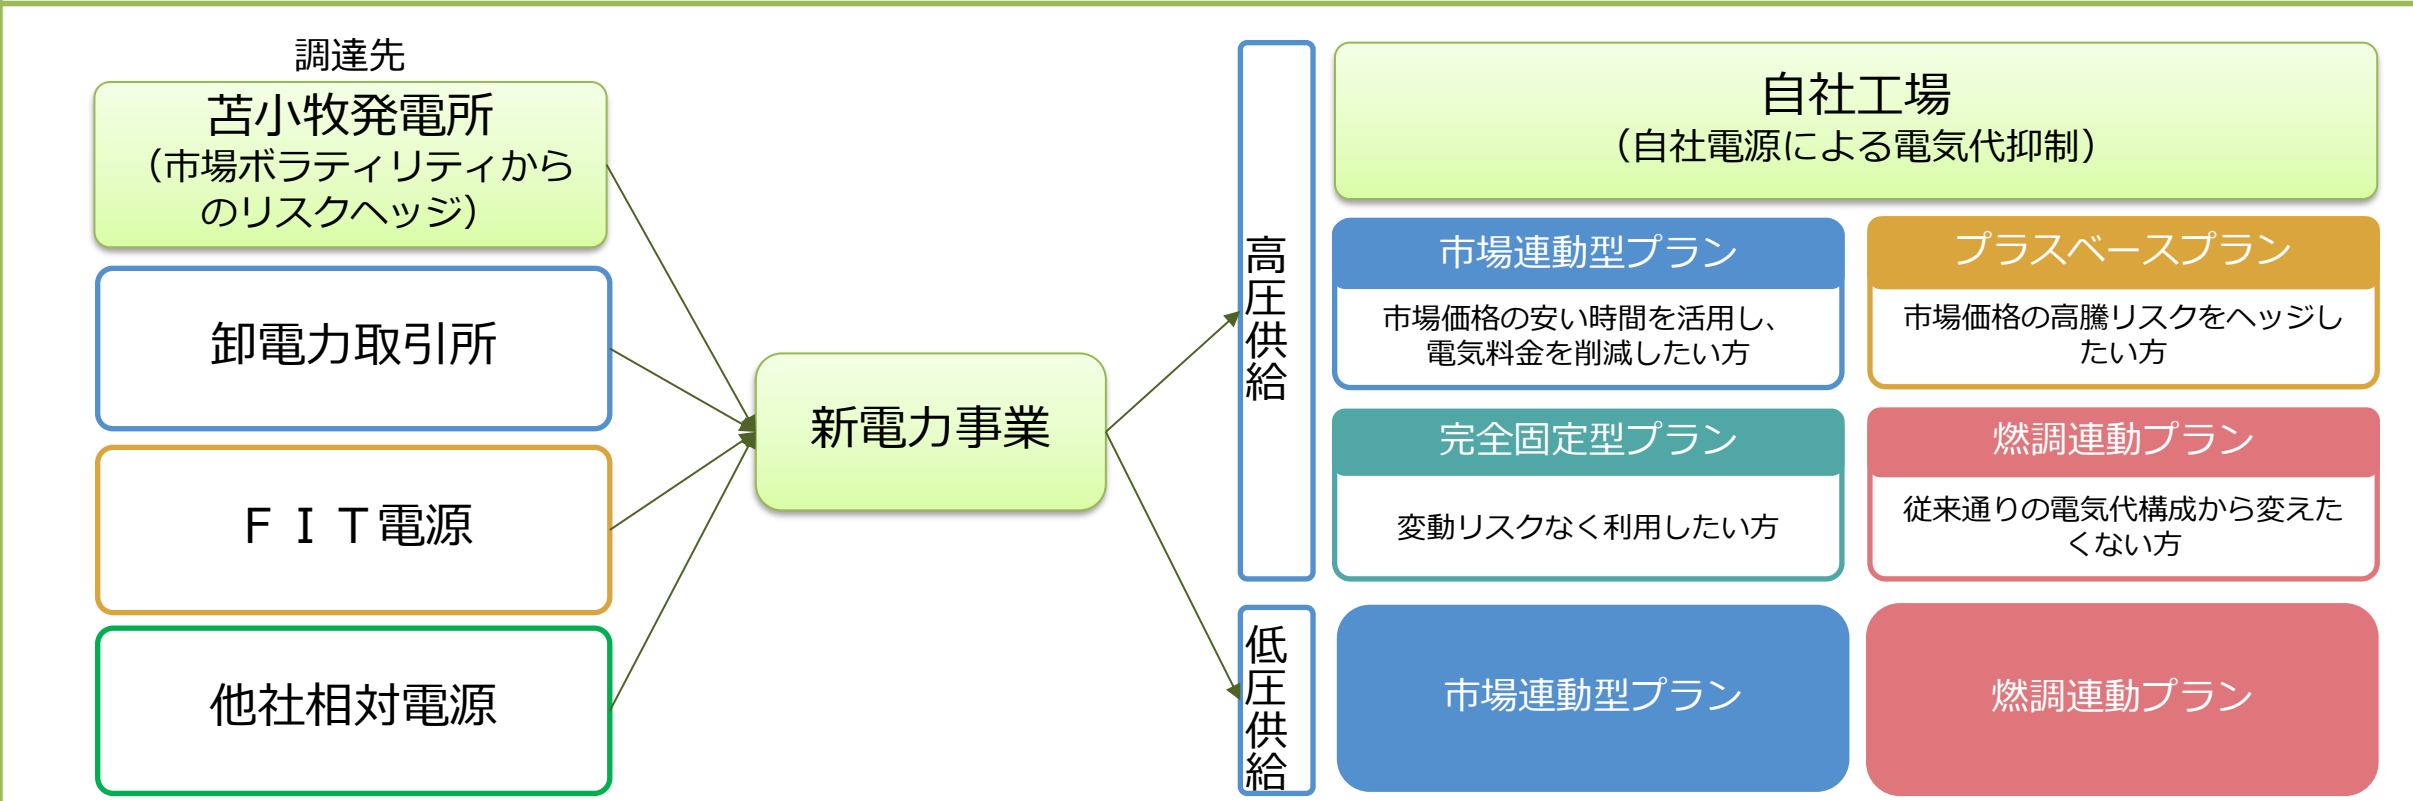 調達先
苫小牧発電所
（市場ボラティリティから
のリスクヘッジ）
卸電力取引所
ＦＩＴ電源
他社相対電源
新電力事業
高圧供給
自社工場
（自社電源による電気代抑制）
市場連動型プラン
市場価格の安い時間を活用し、
電気料金を削減したい方
プラスベースプラン
市場価格の高騰リスクをヘッジし
たい方
完全固定型プラン
変動リスクなく利用したい方
燃調連動プラン
従来通りの電気代構成から変えた
くない方
低圧供給
市場連動型プラン
燃調連動プラン